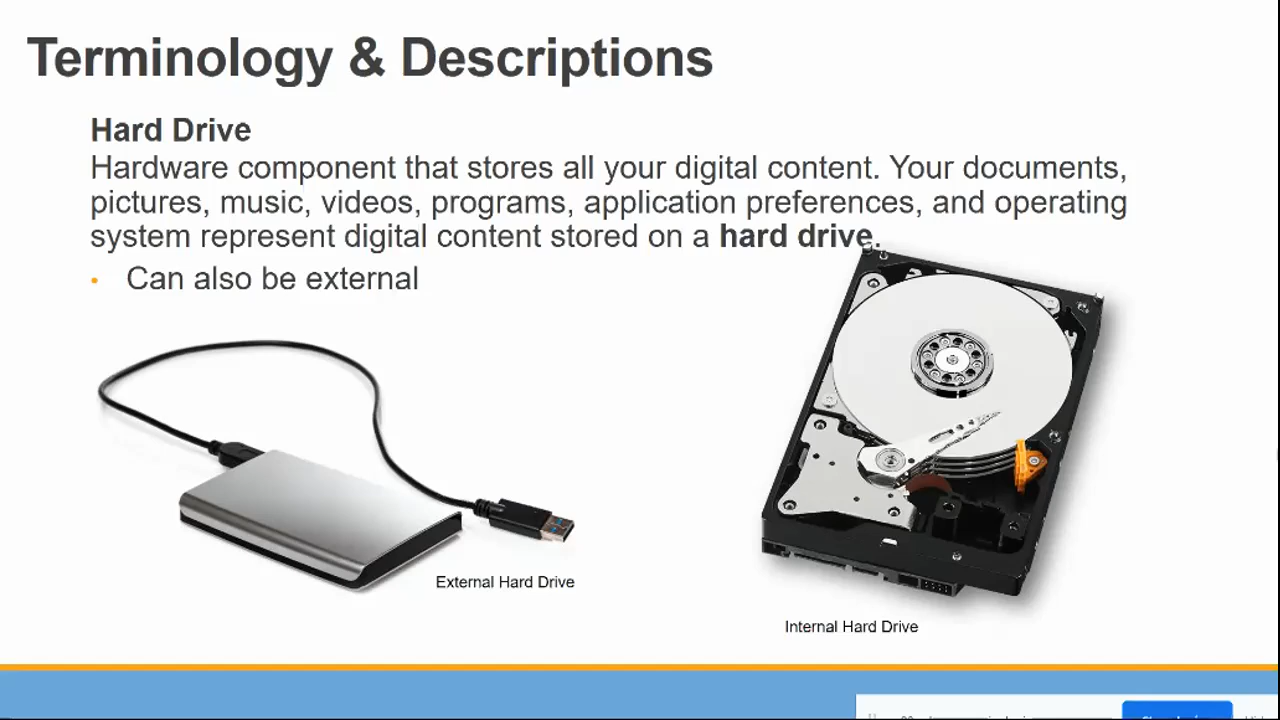 Terminology & Descriptions
Hard Drive
Hardware component that stores all your digital content. Your documents,
pictures, music, videos, programs, application preferences, and operating
system represent digital content stored on a hard drive.
• Can also be external
External Hard Drive
Internal Hard Drive